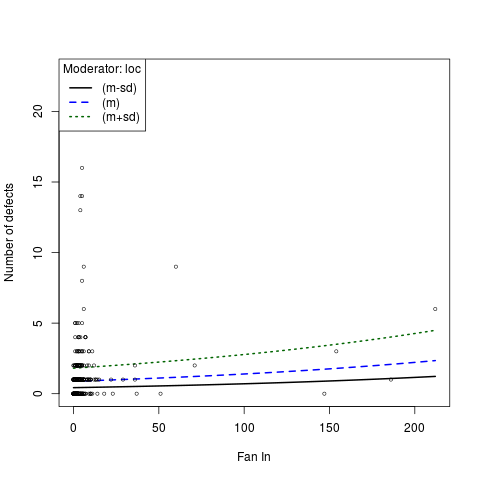 Moderator: loc
(m-sd)
(m)
(m+sd)
Number of defects
20
15
10
5
0
0
50
100
150
200
Fan In